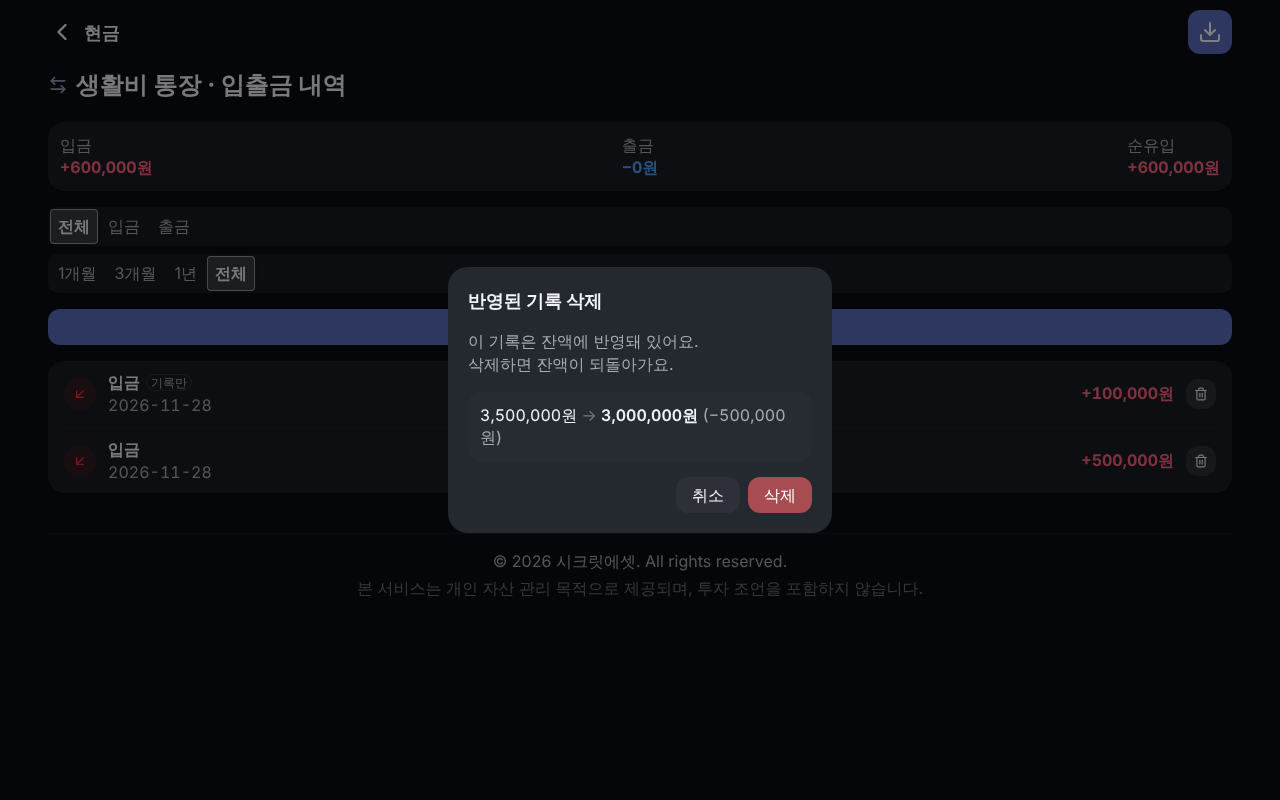 현금
생활비 통장 · 입출금 내역
입금 출금 순유입
+600,000원 −0원 +600,000원
전체 입금 출금
1개월 3개월 1년 전체
반영된 기록 삭제
이 기록은 잔액에 반영돼 있어요.
삭제하면 잔액이 되돌아가요.
3,500,000원 → 3,000,000원 (−500,000
원)
취소 삭제
입금 기록만
2026-11-28
+100,000원
입금
2026-11-28
+500,000원
© 2026 시크릿에셋. All rights reserved.
본 서비스는 개인 자산 관리 목적으로 제공되며, 투자 조언을 포함하지 않습니다.